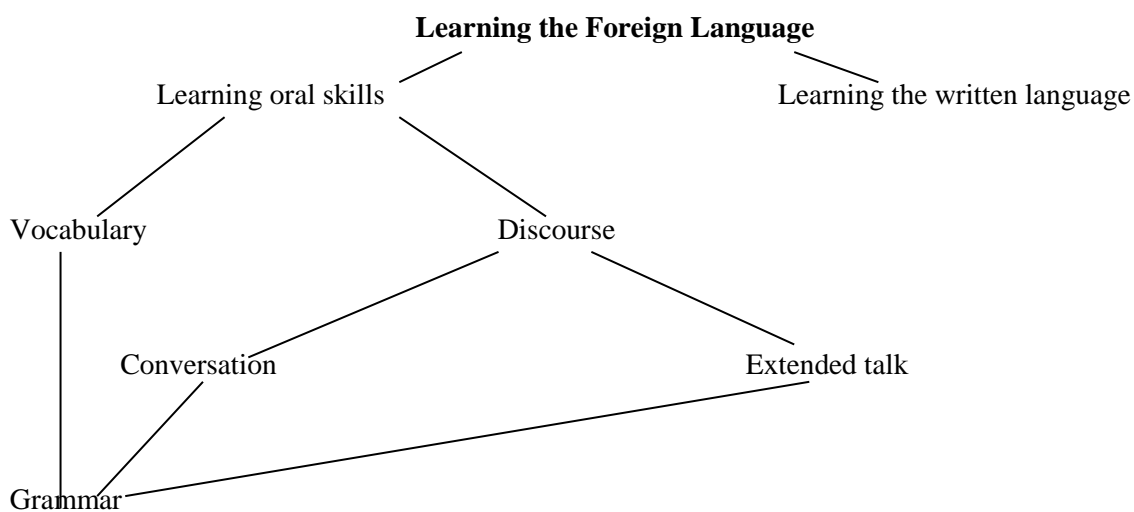 Learning the Foreign Language
Learning oral skills Learning the written language
Vocabulary Discourse
Conversation Extended talk
Grammar